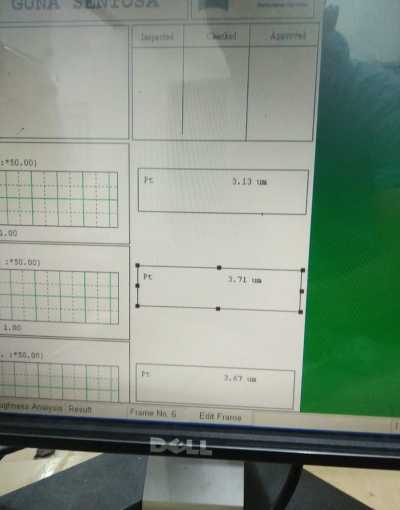 GUNA SENTOSA
Inspected Checked Approved
:*50.00)
Pt 3.13 um
1.00
:*50.00)
Pt 3.71 um
1.00
. :*50.00)
Pt 3.67 um
ughness Analysis Result Frame No. 6 Edit Frame
DELL